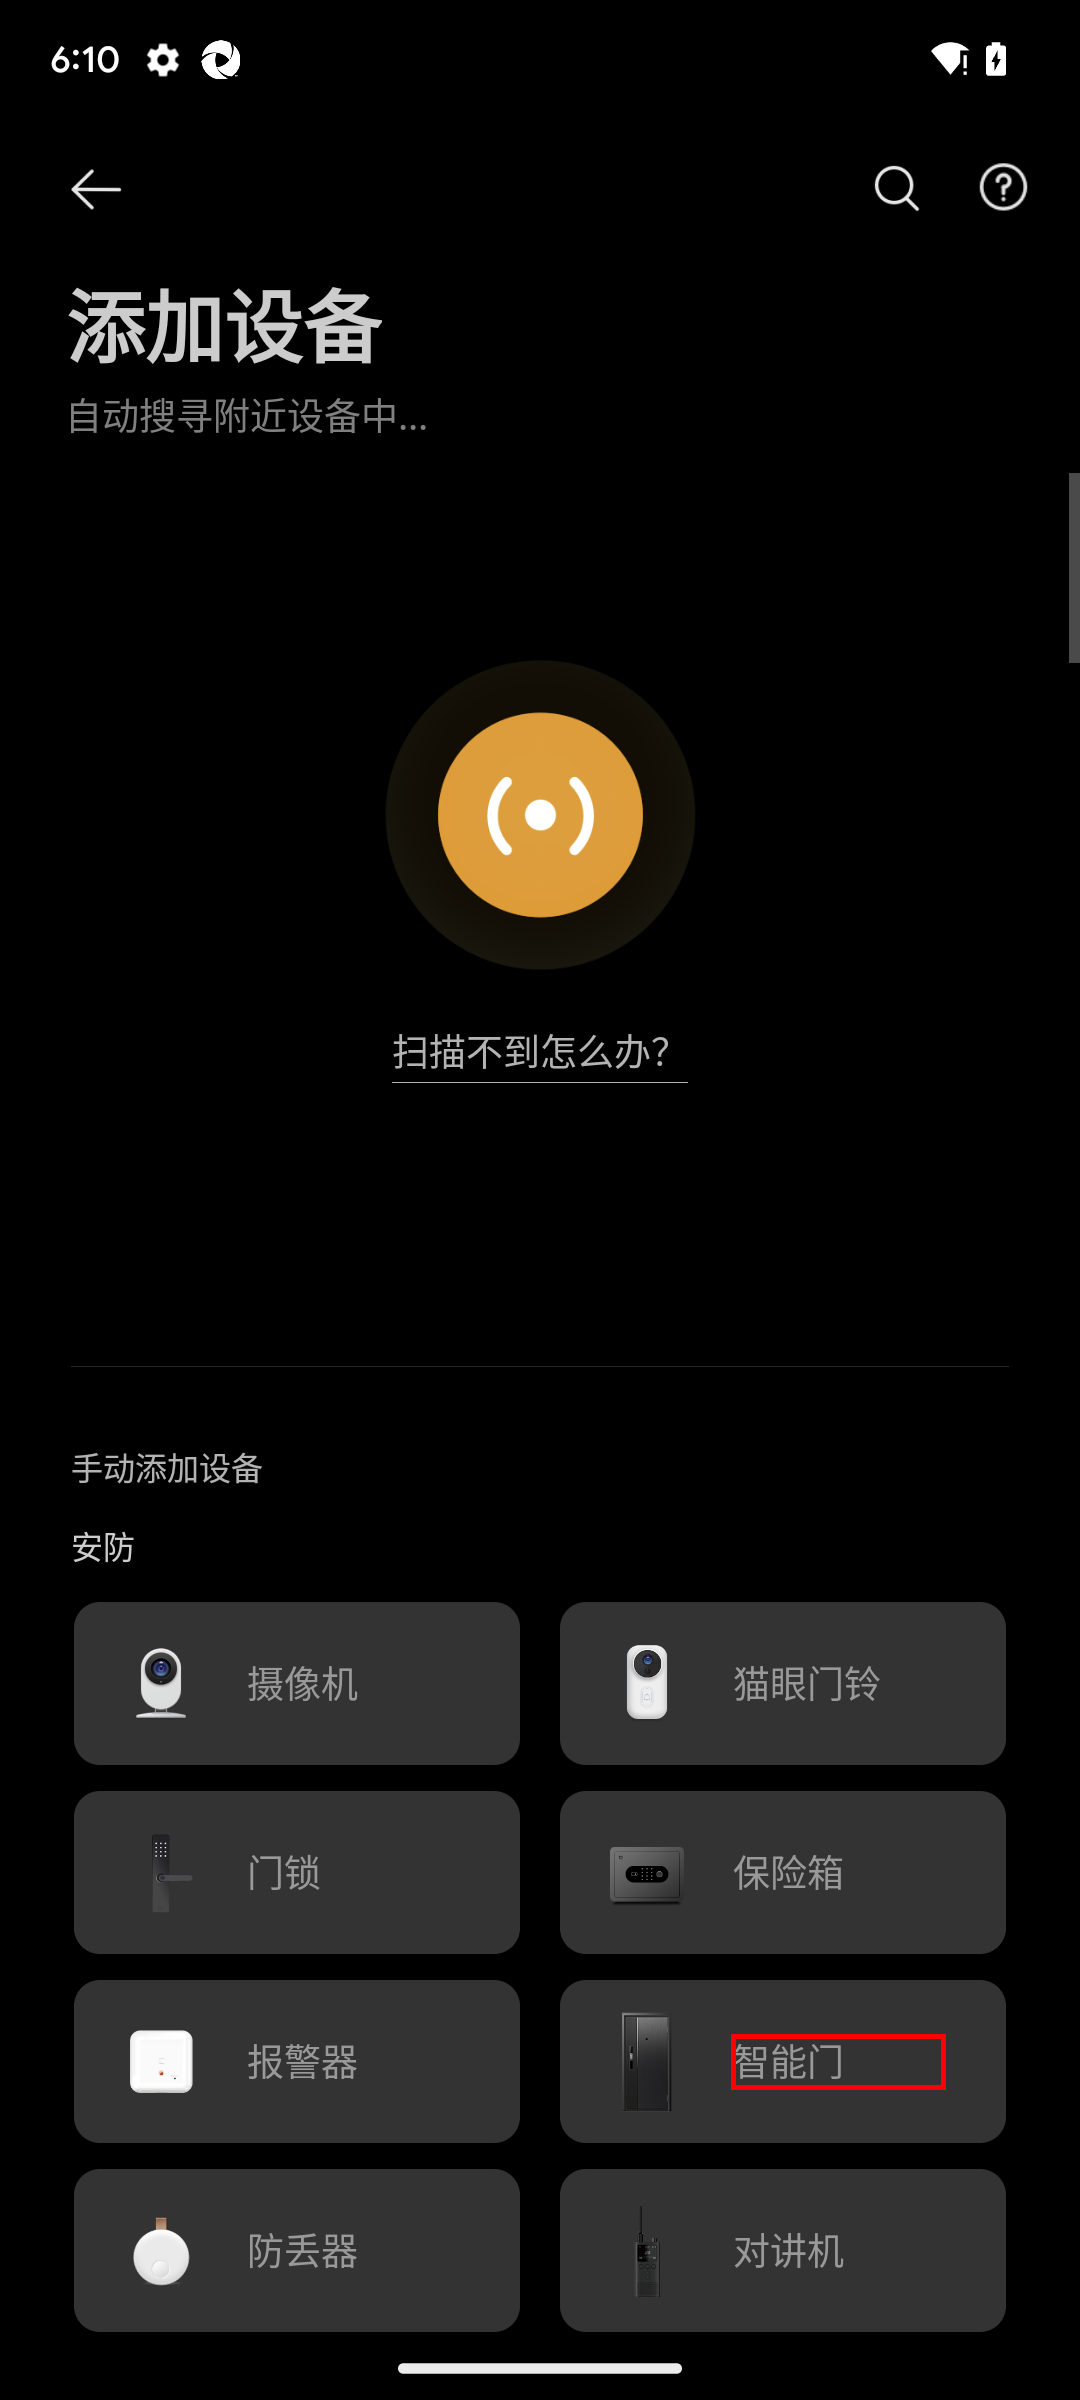 6:10
添加设备
自动搜寻附近设备中...
扫描不到怎么办?
手动添加设备
安防
摄像机
猫眼门铃
门锁
保险箱
报警器
智能门
防丢器
对讲机